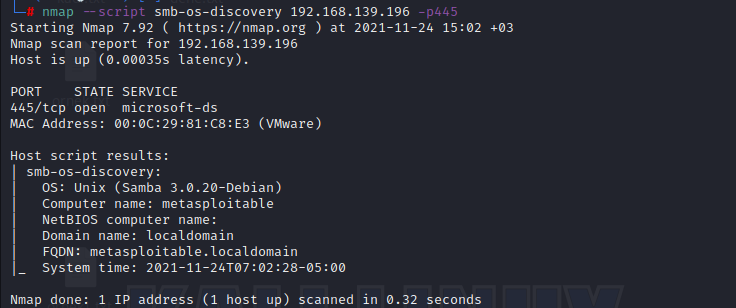 └─# nmap --script smb-os-discovery 192.168.139.196 -p445
Starting Nmap 7.92 ( https://nmap.org ) at 2021-11-24 15:02 +03
Nmap scan report for 192.168.139.196
Host is up (0.00035s latency).

PORT    STATE SERVICE
445/tcp open  microsoft-ds
MAC Address: 00:0C:29:81:C8:E3 (VMware)

Host script results:
| smb-os-discovery:
|   OS: Unix (Samba 3.0.20-Debian)
|   Computer name: metasploitable
|   NetBIOS computer name:
|   Domain name: localdomain
|   FQDN: metasploitable.localdomain
|_  System time: 2021-11-24T07:02:28-05:00

Nmap done: 1 IP address (1 host up) scanned in 0.32 seconds